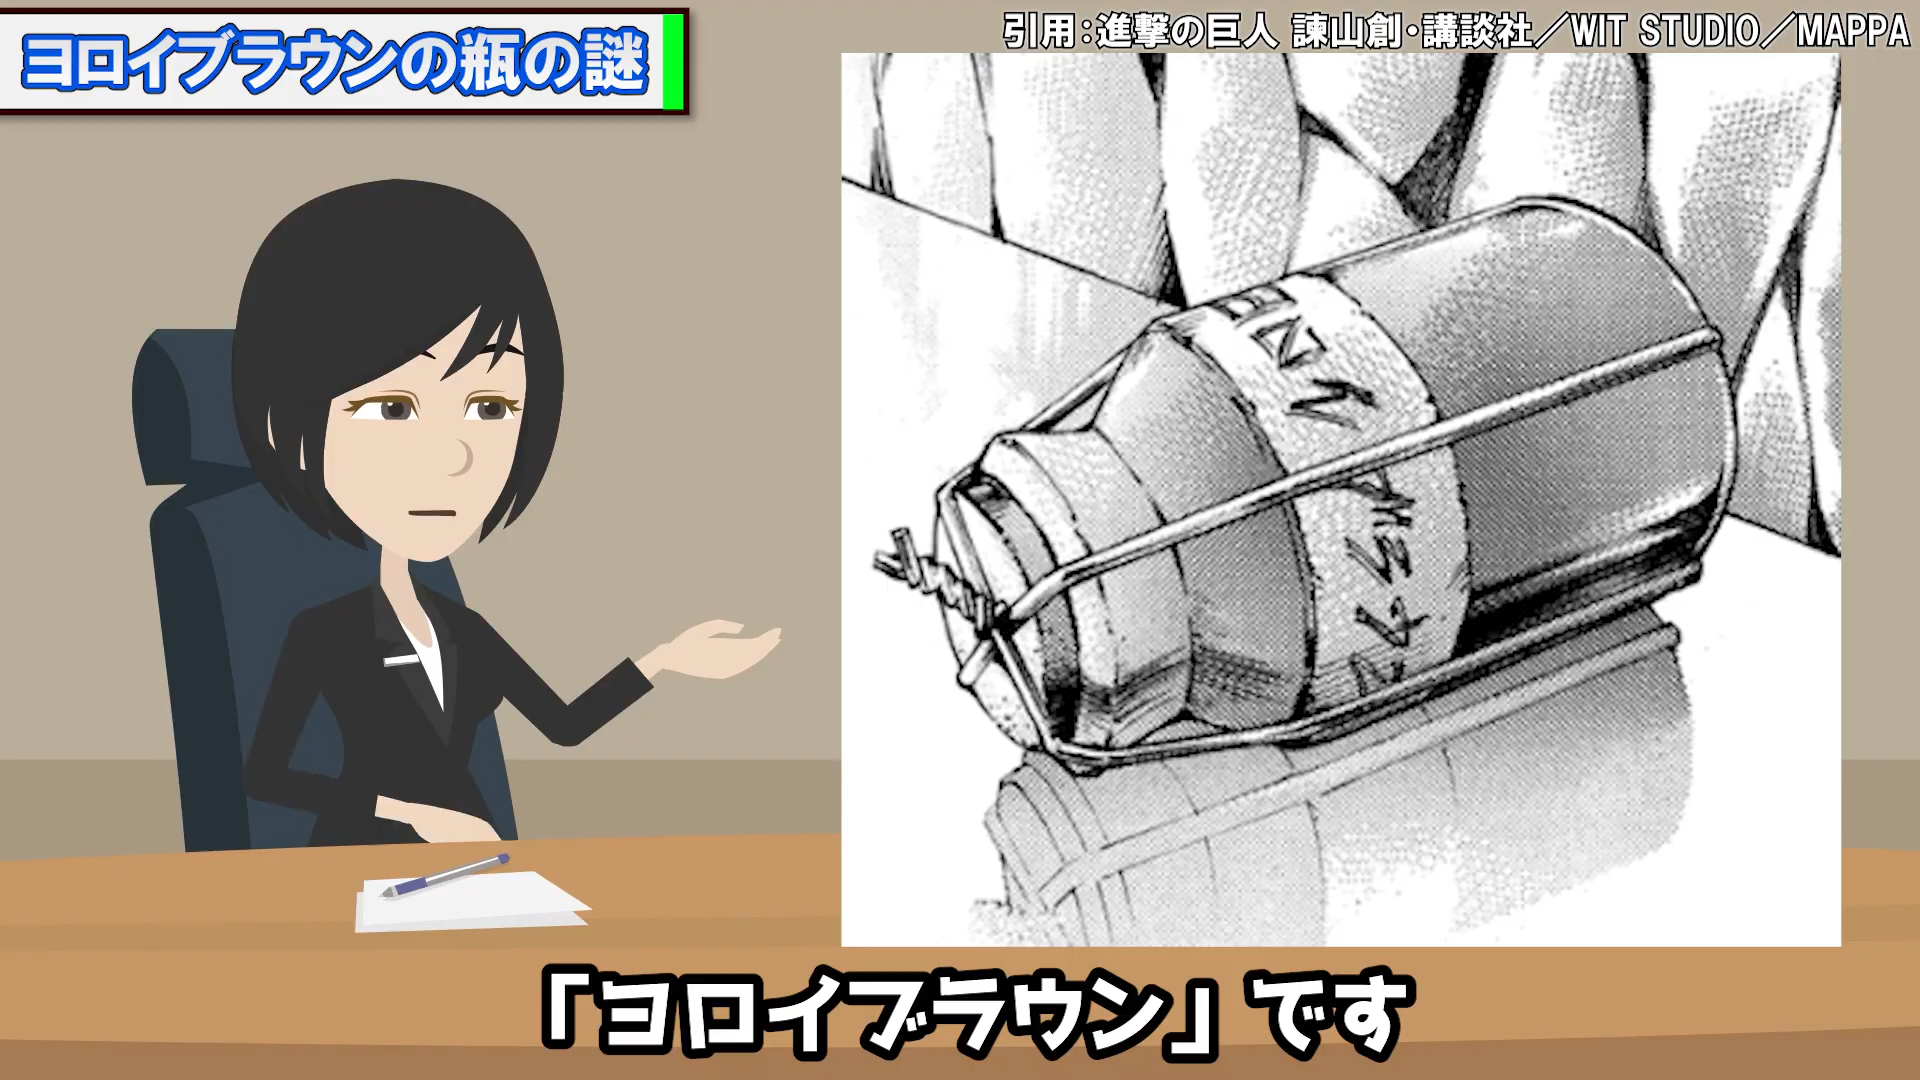 ヨロイブラウンの瓶の謎
引用：進撃の巨人 諫山創・講談社／WIT STUDIO／MAPPA
「ヨロイブラウン」です